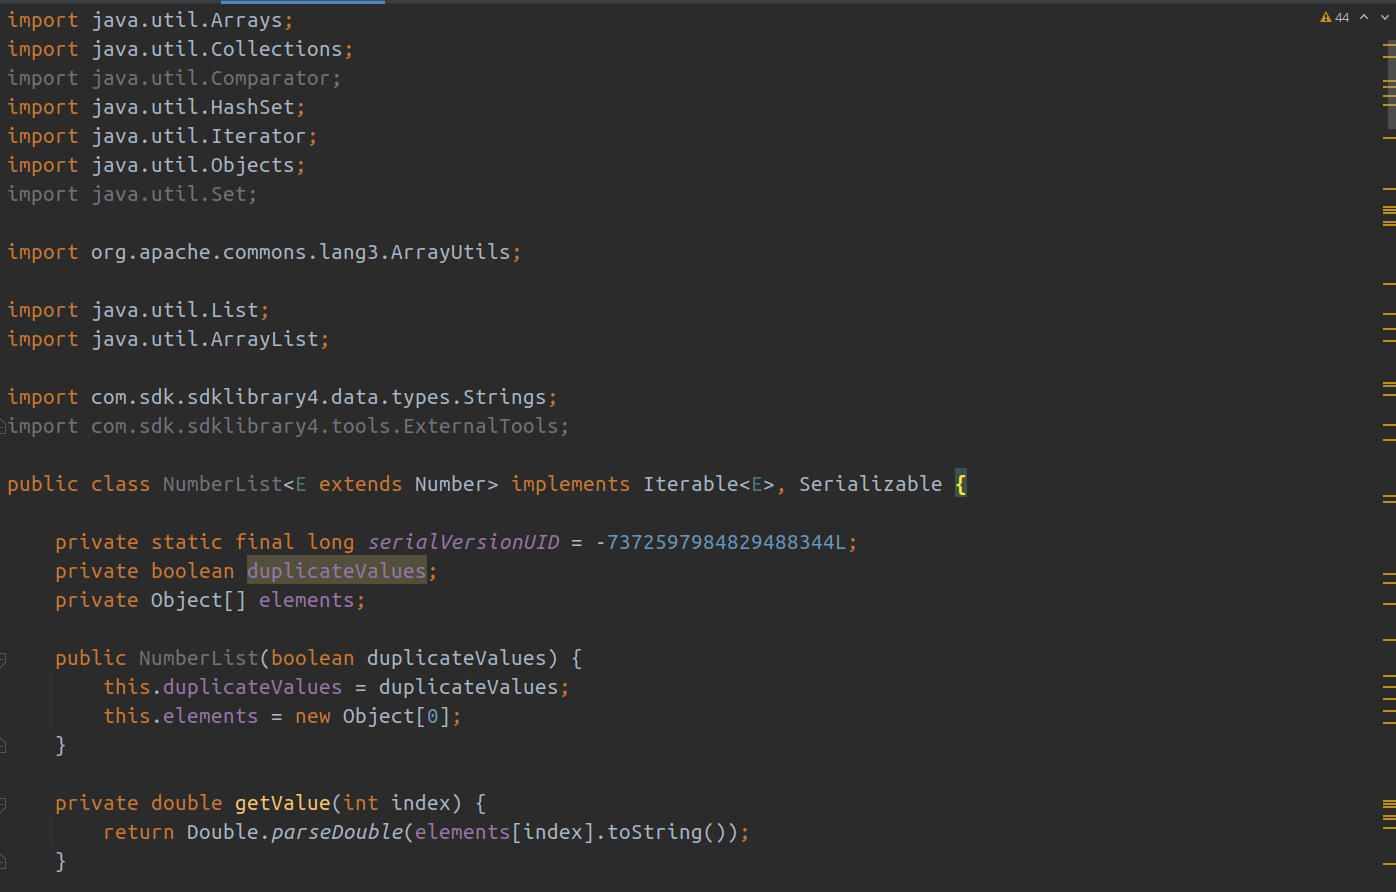 import java.util.Arrays;
44
import java.util.Collections;
import java.util.Comparator;
import java.util.HashSet;
import java.util.Iterator;
import java.util.Objects;
import java.util.Set;
import org.apache.commons.lang3.ArrayUtils;
import java.util.List;
import java.util.ArrayList;
import com.sdk.sdklibrary4.data.types.Strings;
import com.sdk.sdklibrary4.tools.ExternalTools;
public class NumberList<E extends Number> implements Iterable<E>, Serializable {
private static final long serialVersionUID = -7372597984829488344L;
private boolean duplicateValues;
private Object[] elements;
public NumberList(boolean duplicateValues) {
this.duplicateValues = duplicateValues;
this.elements = new Object[0];
}
private double getValue(int index) {
return Double.parseDouble(elements[index].toString());
}